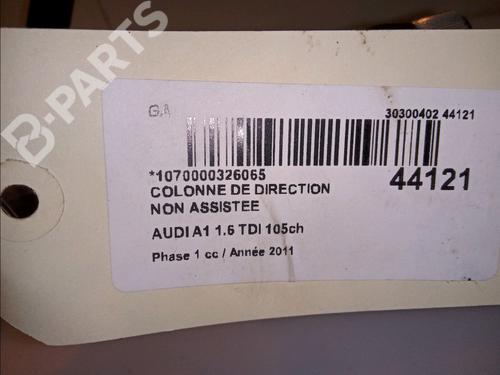 B-PARTS
G.A
30300402 44121
*1070000326065
44121
COLONNE DE DIRECTION
NON ASSISTEE
AUDI A1 1.6 TDI 105ch
Phase 1 cc / Année 2011